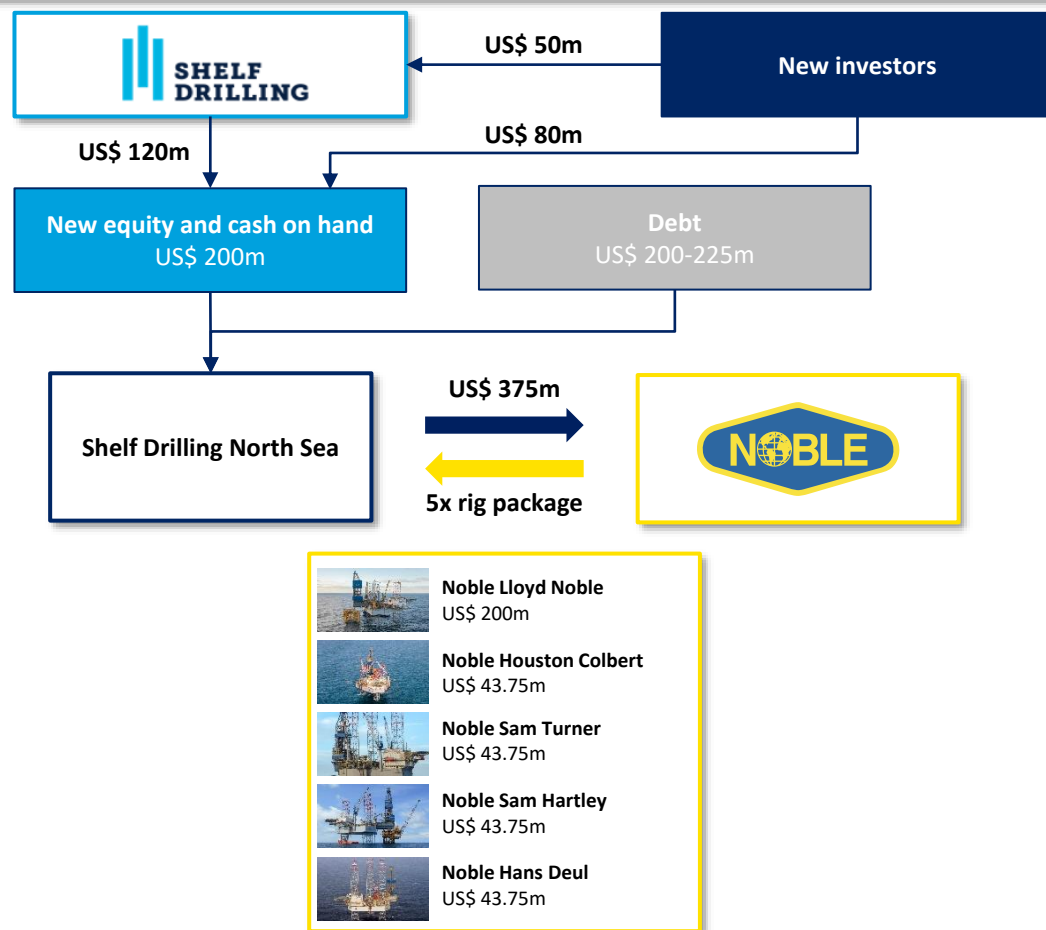 SHELF
DRILLING
US$ 50m
New investors
US$ 120m
US$ 80m
New equity and cash on hand
US$ 200m
Debt
US$ 200-225m
Shelf Drilling North Sea
US$ 375m
5x rig package
NOBLE
Noble Lloyd Noble
US$ 200m
Noble Houston Colbert
US$ 43.75m
Noble Sam Turner
US$ 43.75m
Noble Sam Hartley
US$ 43.75m
Noble Hans Deul
US$ 43.75m